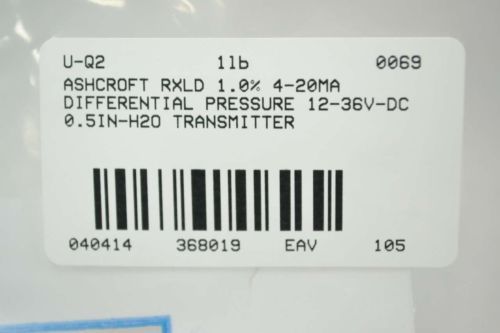 U-Q2 1lb 0069
ASHCROFT RXLD 1.0% 4-20MA
DIFFERENTIAL PRESSURE 12-36V-DC
0.5IN-H2O TRANSMITTER
040414 368019 EAV 105